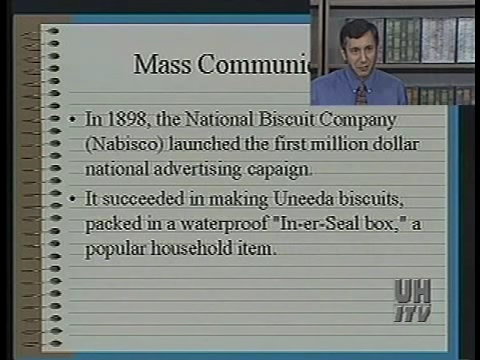 Mass Communi
• In 1898, the National Biscuit Company
(Nabisco) launched the first million dollar
national advertising capaign.
• It succeeded in making Uneeda biscuits,
packed in a waterproof "In-er-Seal box," a
popular household item.
UH
ITV